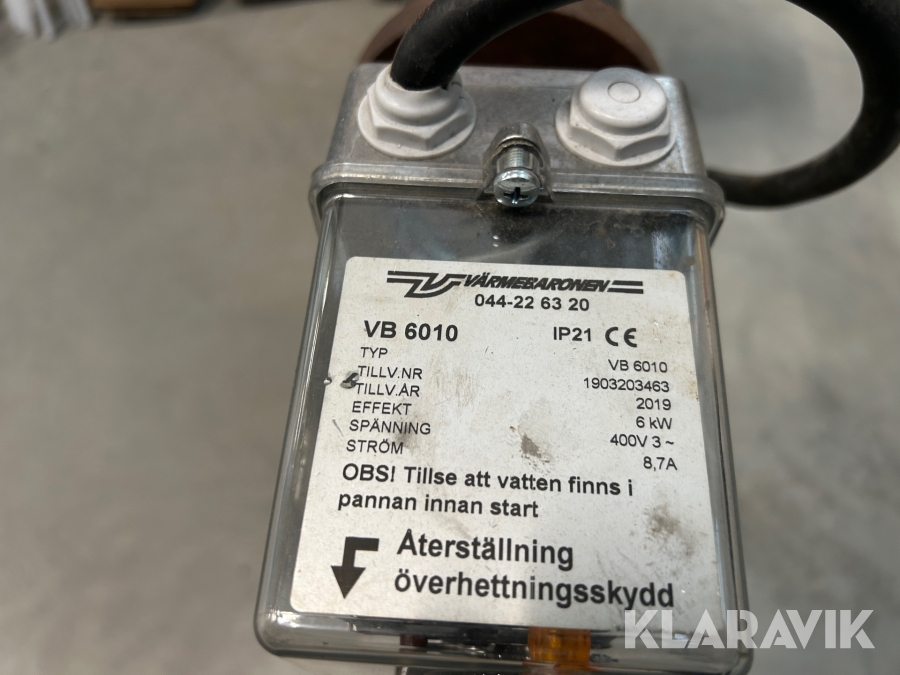 VÄRMEBARONEN
044-22 63 20
VB 6010 IP21 CE
TYP VB 6010
TILLV.NR 1903203463
TILLV.ÅR 2019
EFFEKT 6 kW
SPÄNNING 400V 3~
STRÖM 8,7A
OBS! Tillse att vatten finns i
pannan innan start
Återställning
överhettningsskydd
KLARAVIK